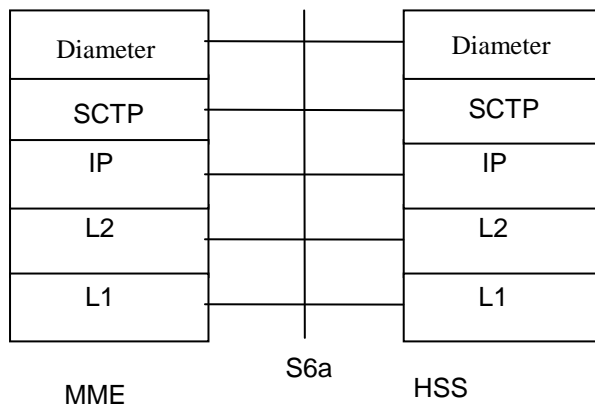 Diameter
Diameter
SCTP
SCTP
IP
IP
L2
L2
L1
L1
S6a
MME
HSS